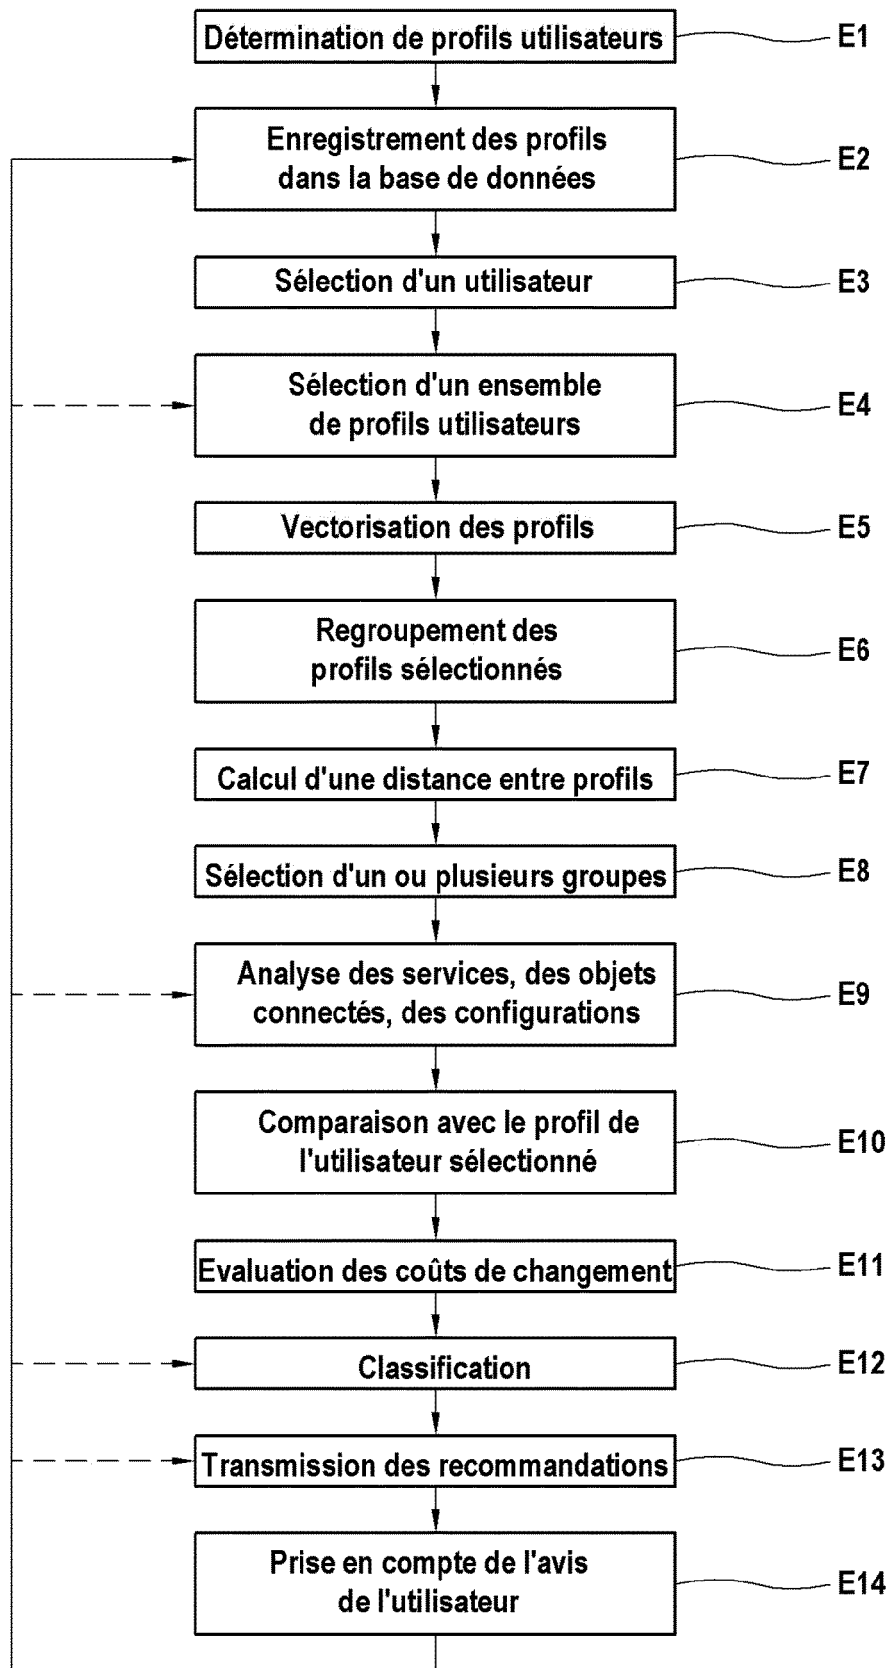 Détermination de profils utilisateurs E1
Enregistrement des profils
dans la base de données E2
Sélection d'un utilisateur E3
Sélection d'un ensemble
de profils utilisateurs E4
Vectorisation des profils E5
Regroupement des
profils sélectionnés E6
Calcul d'une distance entre profils E7
Sélection d'un ou plusieurs groupes E8
Analyse des services, des objets
connectés, des configurations E9
Comparaison avec le profil de
l'utilisateur sélectionné E10
Evaluation des coûts de changement E11
Classification E12
Transmission des recommandations E13
Prise en compte de l'avis
de l'utilisateur E14